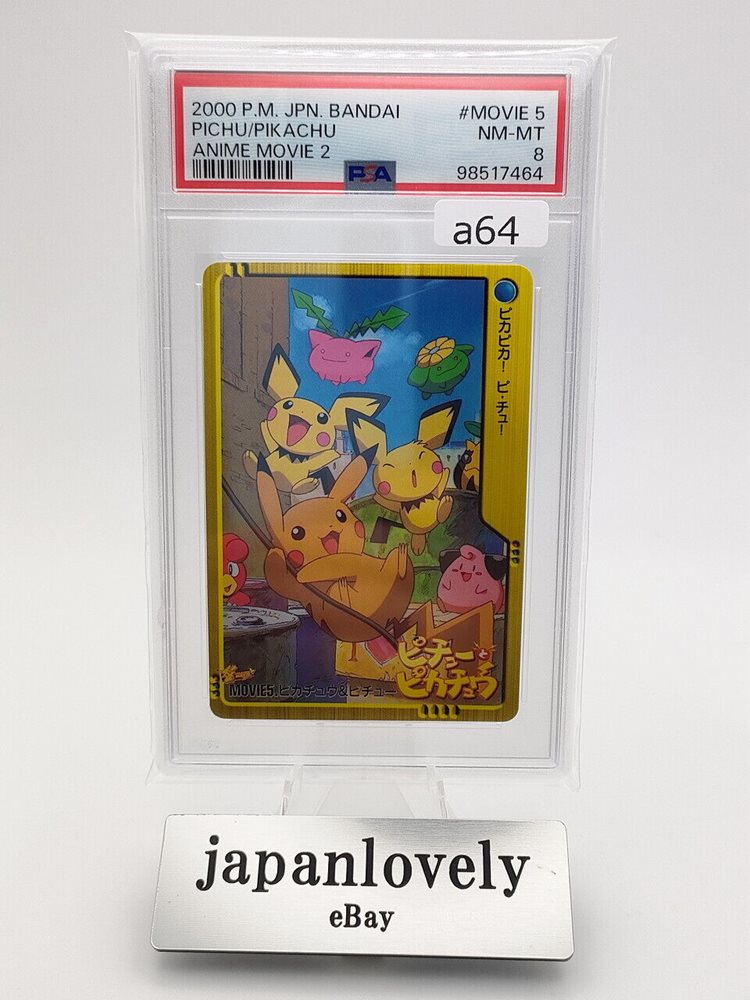 2000 P.M. JPN. BANDAI #MOVIE 5
PICHU/PIKACHU NM-MT
ANIME MOVIE 2 8
PSA 98517464
a64
ピカピカ! ピ・チュー!
ピチューと
ピカチュウ
MOVIE5.ピカチュウ&ピチュー
japanlovely
eBay